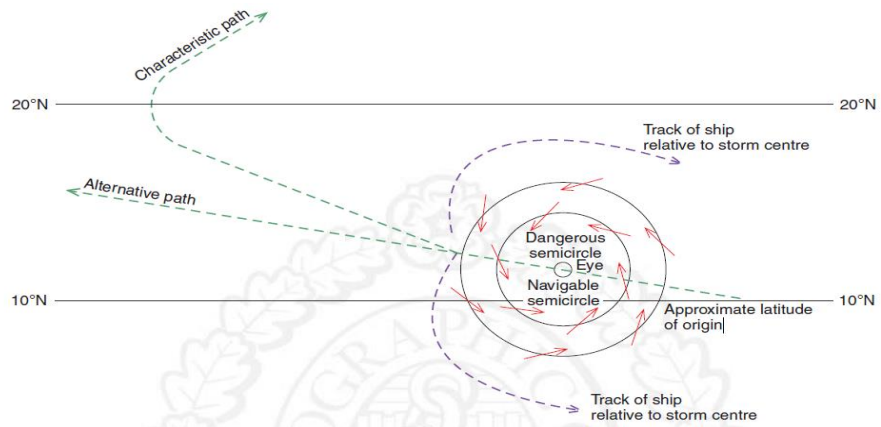 Characteristic path
20°N
20°N
Track of ship
relative to storm centre
Alternative path
Dangerous
semicircle
Eye
Navigable
semicircle
10°N
10°N
Approximate latitude
of origin
Track of ship
relative to storm centre